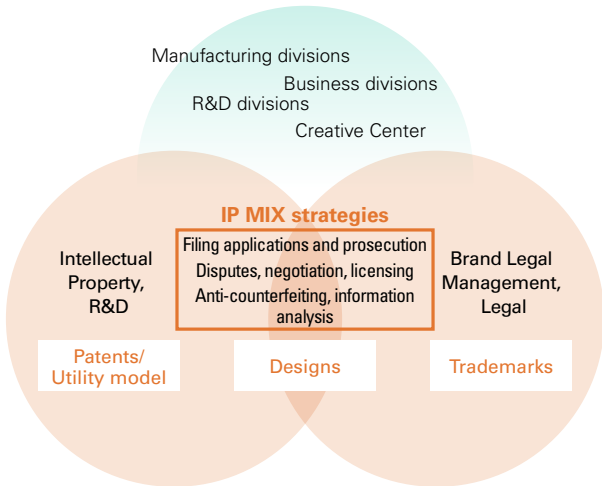 Manufacturing divisions
Business divisions
R&D divisions
Creative Center
IP MIX strategies
Filing applications and prosecution
Disputes, negotiation, licensing
Anti-counterfeiting, information
analysis
Intellectual
Property,
R&D
Brand Legal
Management,
Legal
Patents/
Utility model
Designs
Trademarks